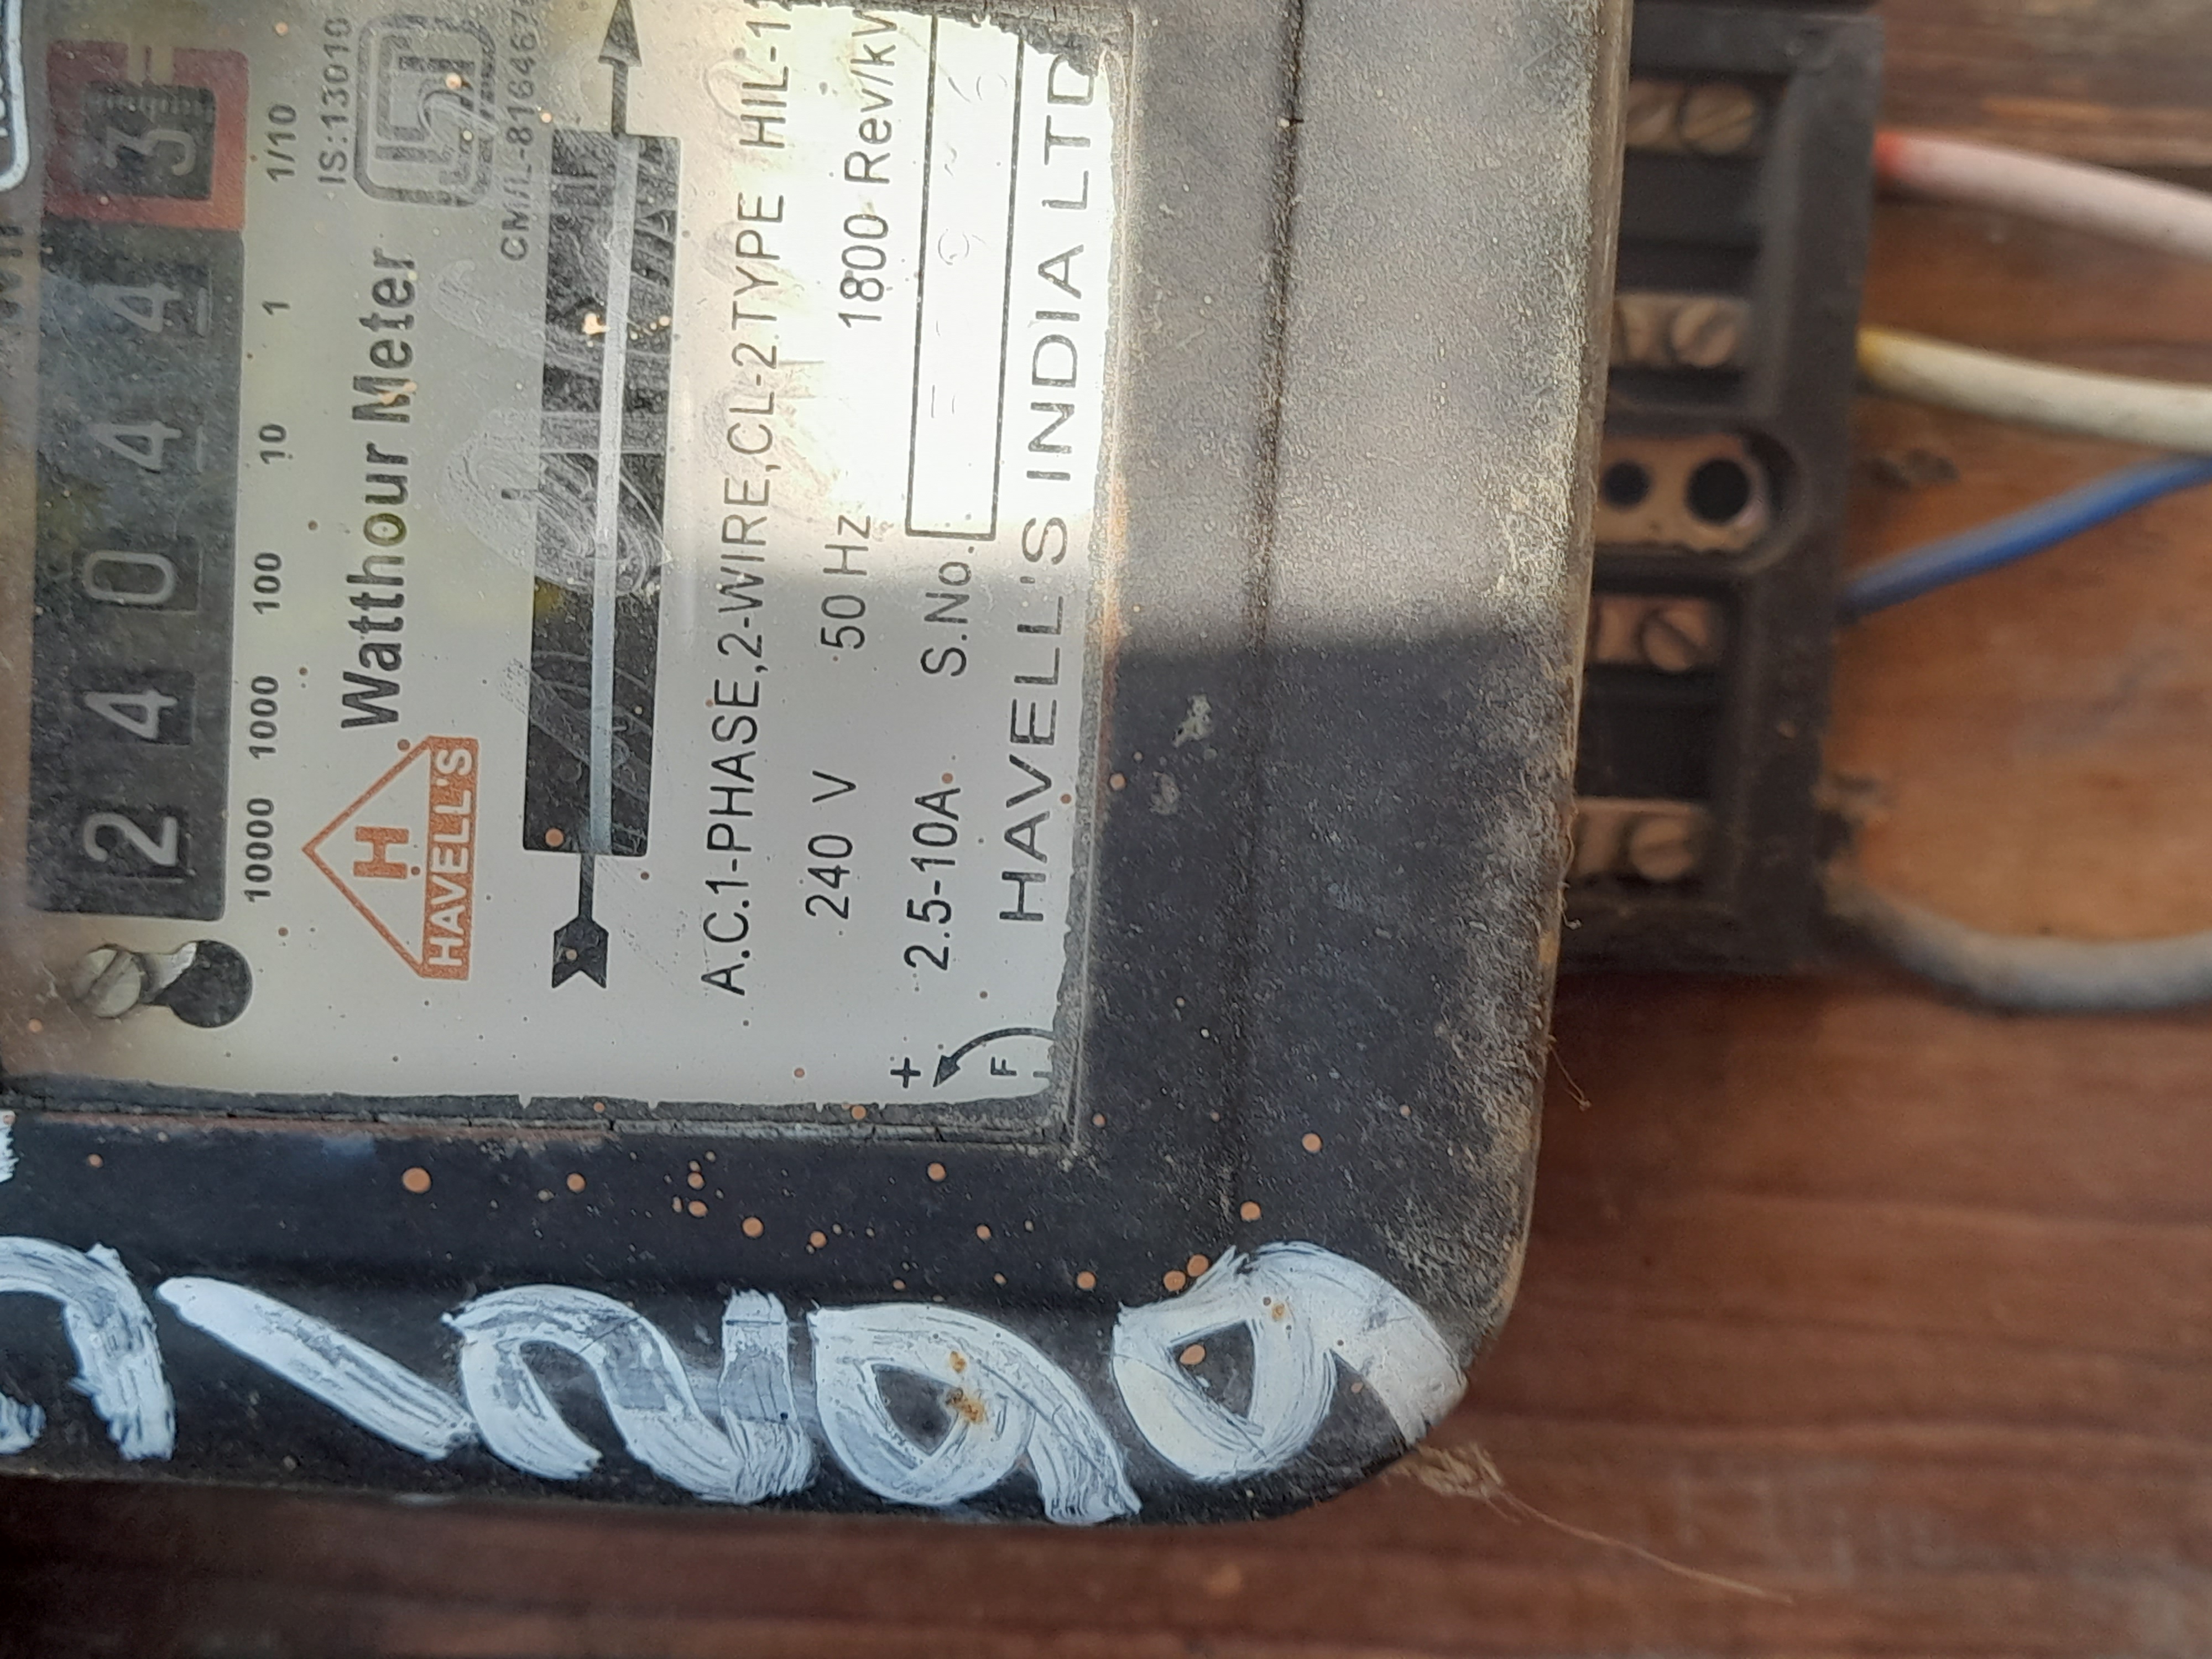 2 4 0 4 4 3
10000 1000 100 10 1 1/10
Watthour Meter
IS:13010
H
HAVELL'S
A.C.1-PHASE,2-WIRE,CL-2.TYPE
240 V 50 Hz 1800 Rev/kW
+ 2.5-10A. S.No.
F
HAVELL'S INDIA LTD